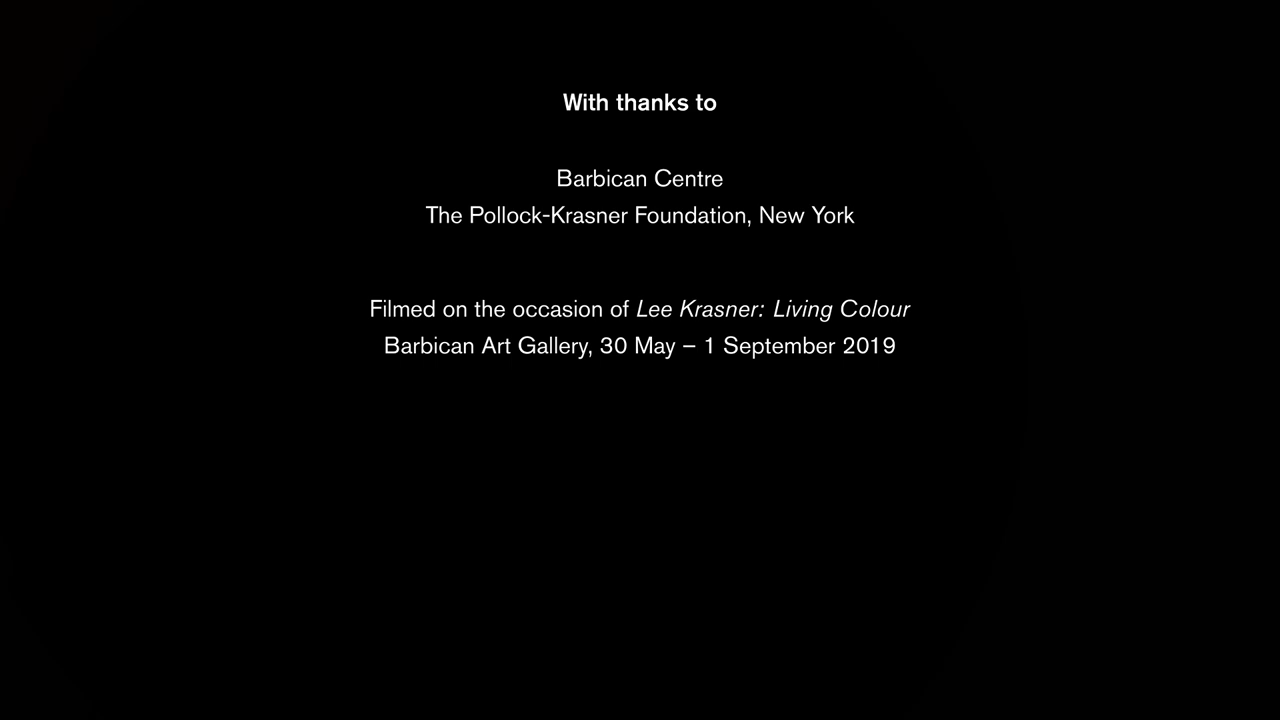 With thanks to
Barbican Centre
The Pollock-Krasner Foundation, New York
Filmed on the occasion of Lee Krasner: Living Colour
Barbican Art Gallery, 30 May – 1 September 2019